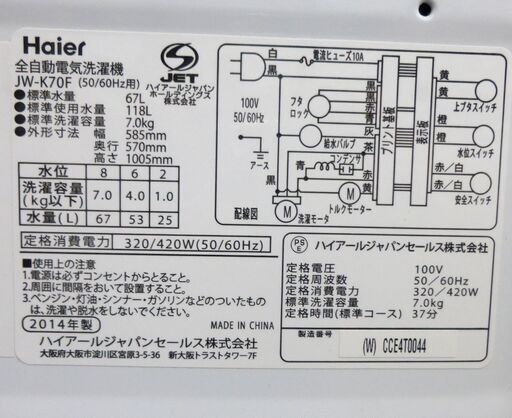 Haier
全自動電気洗濯機
JW-K70F (50/60Hz用)
S
JET
ハイアールジャパン
ホールディングス
株式会社
●標準水量 67L
●標準使用水量 118L
●標準洗濯容量 7.0kg
●外形寸法 幅 585mm
奥行 570mm
高さ 1005mm
水位 8 6 2
洗濯容量(kg以下) 7.0 4.0 1.0
水量(L) 67 53 25
定格消費電力 320/420W(50/60Hz)
■使用上の注意
1.電源は必ずコンセントからとること。
2.周囲に間隔をおいて設置すること。
3.ベンジン・灯油・シンナー・ガソリンなどのついたものは、洗濯や脱水をしないでください。
2014年製
MADE IN CHINA
ハイアールジャパンセールス株式会社
大阪府大阪市淀川区宮原3-5-36 新大阪トラストタワー7F
白 電流ヒューズ10A 白
黒
100V
50/60Hz
アース
配線図
フタロック
給水バルブ
コンデンサ
青
黒
M 洗濯モータ
M
トルクモーター
黒
黒
青
灰
茶
赤
黄
プリント基板
表示板
黄
黄
上ブタスイッチ
橙
橙
水位スイッチ
赤/白
赤/白
安全スイッチ
PSE
ハイアールジャパンセールス株式会社
定格電圧 100V
定格周波数 50/60Hz
定格消費電力 320/420W
標準洗濯容量 7.0kg
定格時間(標準コース) 37分
製造番号
(W) CCE4T0044